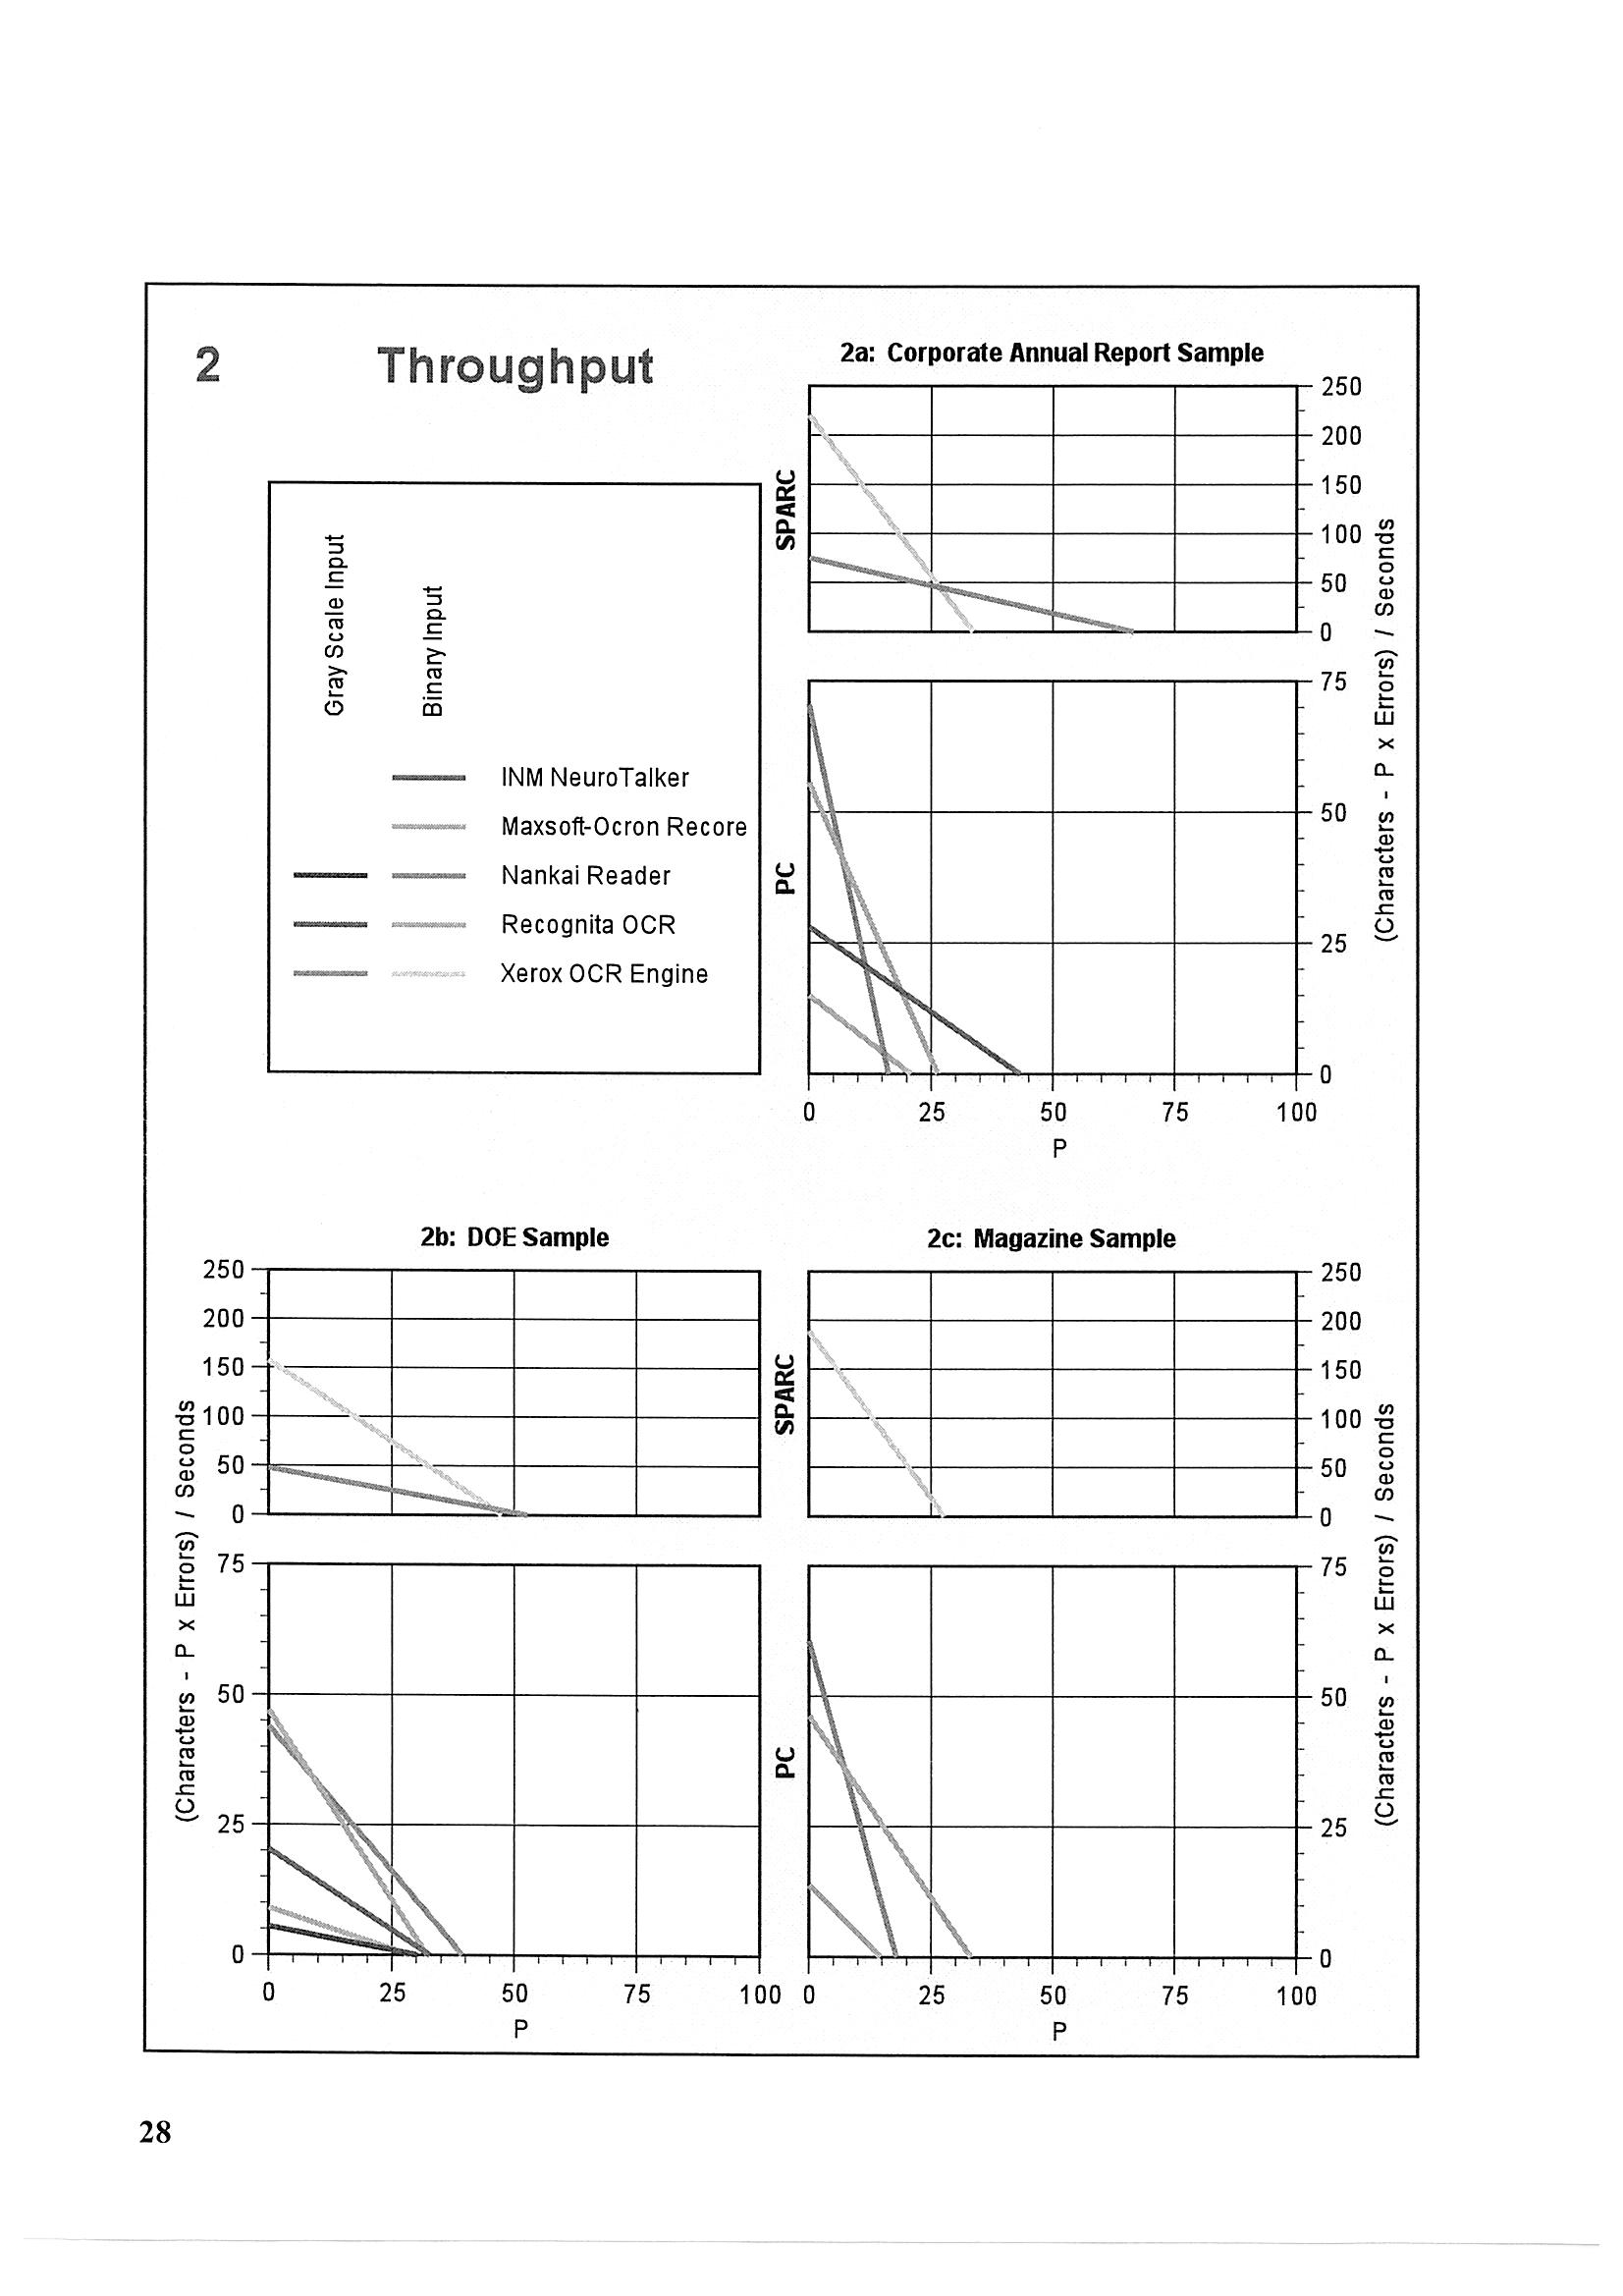 2 Throughput
Gray Scale Input
Binary Input
INM NeuroTalker
Maxsoft-Ocron Recore
Nankai Reader
Recognita OCR
Xerox OCR Engine
2a: Corporate Annual Report Sample
SPARC
250
200
150
100
50
0
PC
75
50
25
0
0 25 50 75 100
P
(Characters - P x Errors) / Seconds
2b: DOE Sample
250
200
150
100
50
0
75
50
25
0
0 25 50 75 100
P
(Characters - P x Errors) / Seconds
2c: Magazine Sample
SPARC
250
200
150
100
50
0
PC
75
50
25
0
0 25 50 75 100
P
(Characters - P x Errors) / Seconds
28